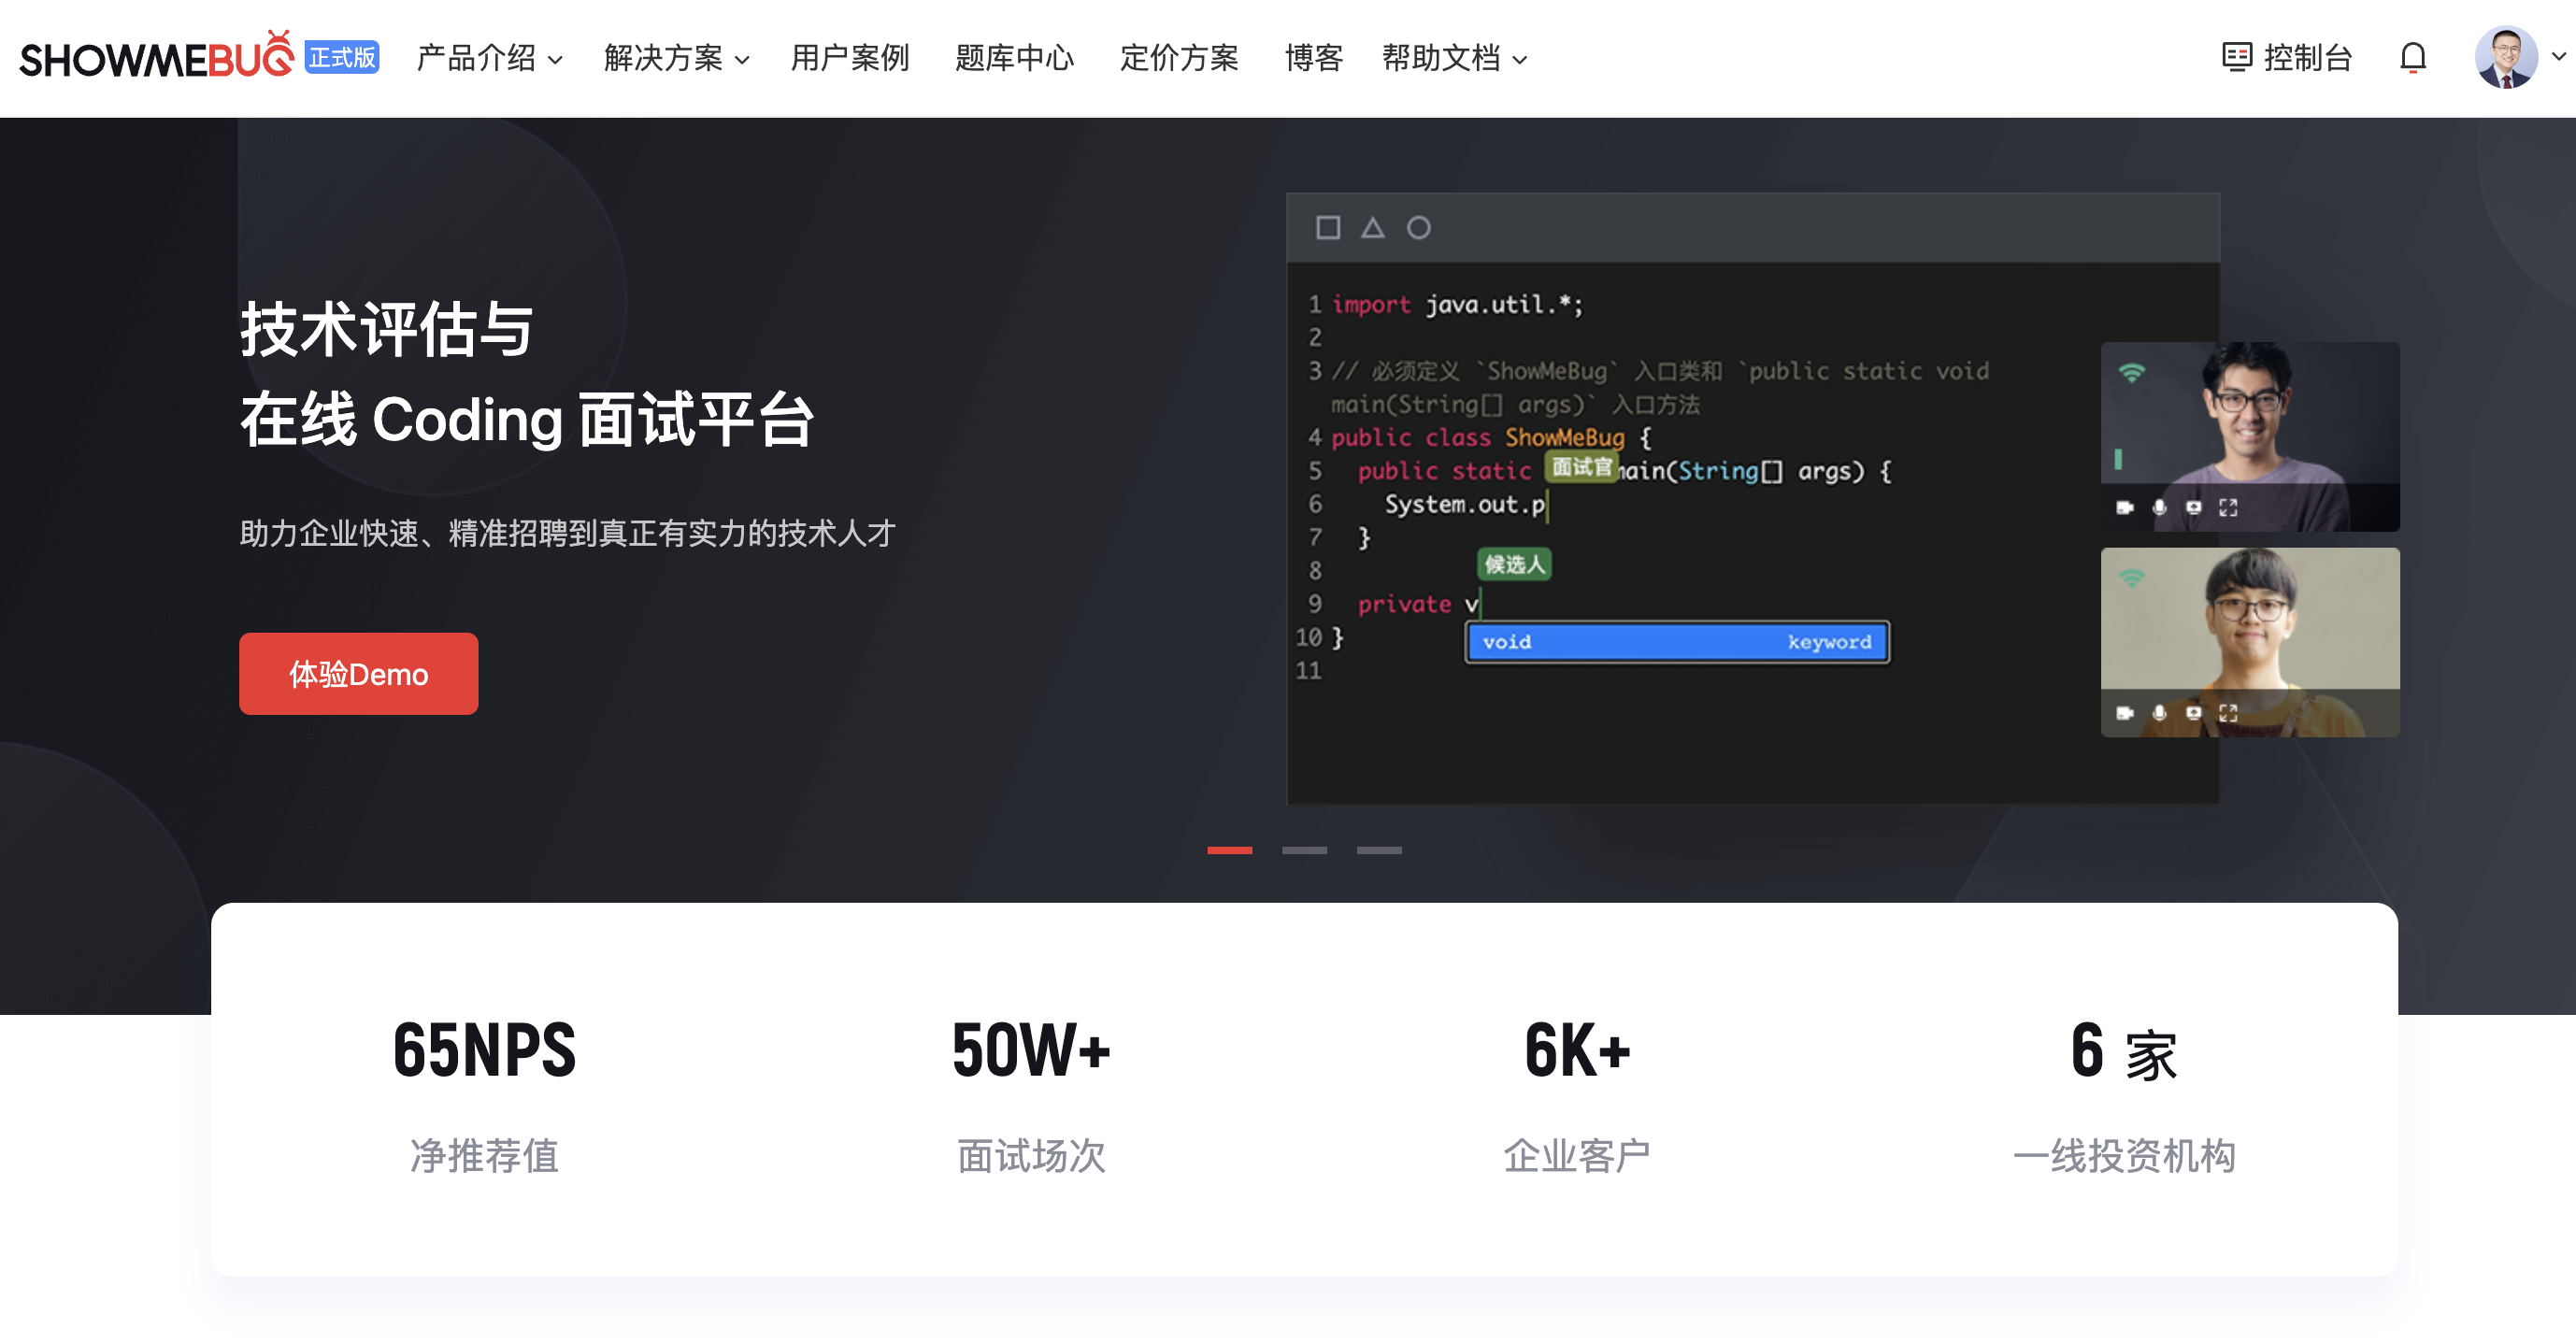 SHOWMEBUG 正式版 产品介绍 解决方案 用户案例 题库中心 定价方案 博客 帮助文档 控制台
技术评估与
在线 Coding 面试平台
助力企业快速、精准招聘到真正有实力的技术人才
体验Demo
1 import java.util.*;
2
3 // 必须定义 `ShowMeBug` 入口类和 `public static void
main(String[] args)` 入口方法
4 public class ShowMeBug {
面试官
5 public static main(String[] args) {
6 System.out.p
7 }
候选人
8
9 private v
void keyword
10 }
11
65NPS
净推荐值
50W+
面试场次
6K+
企业客户
6 家
一线投资机构